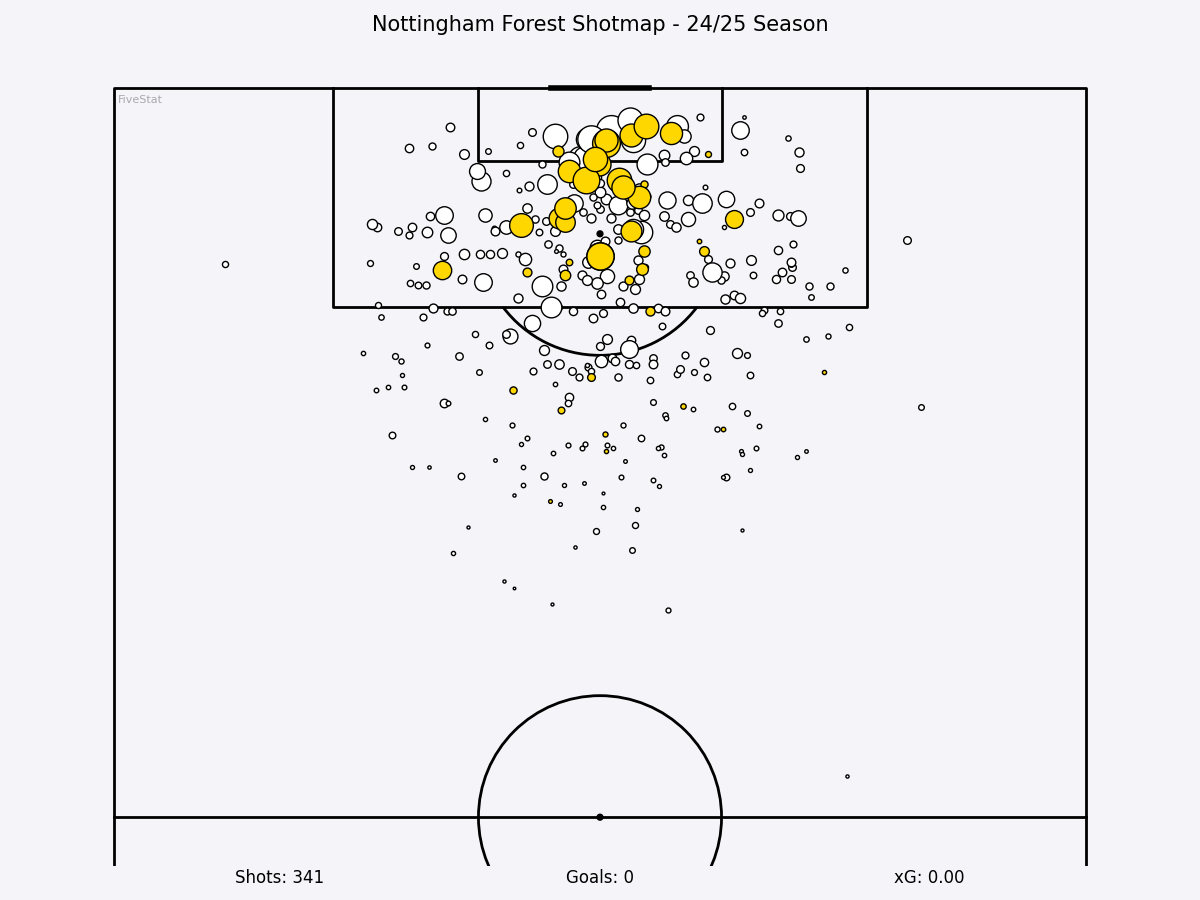 Nottingham Forest Shotmap - 24/25 Season
FiveStat
Shots: 341
Goals: 0
xG: 0.00